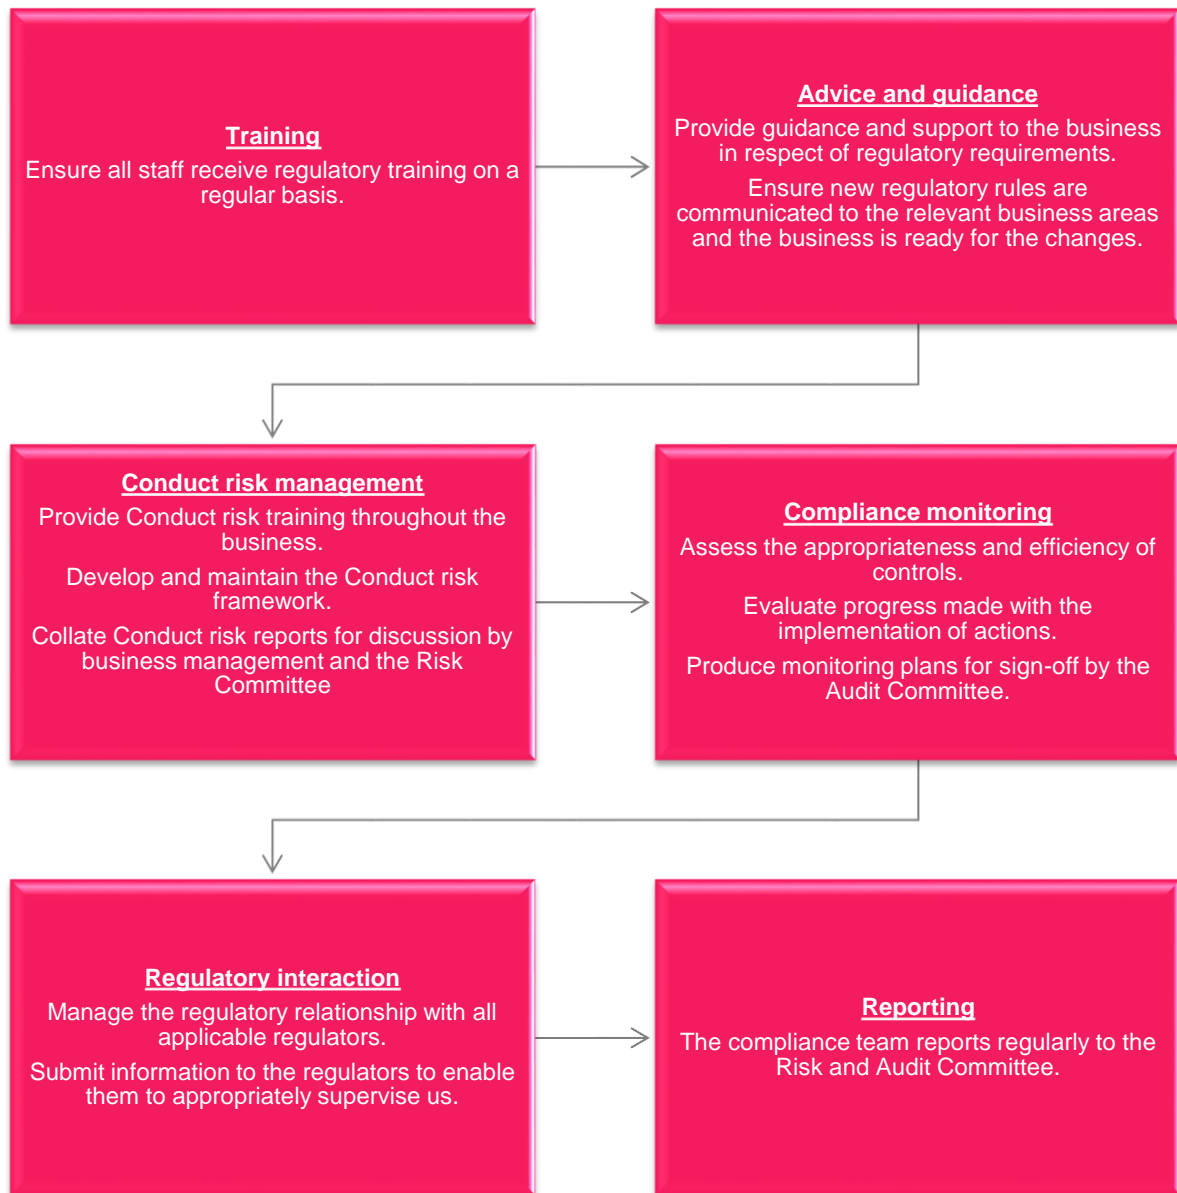 Training
Ensure all staff receive regulatory training on a
regular basis.
Advice and guidance
Provide guidance and support to the business
in respect of regulatory requirements.
Ensure new regulatory rules are
communicated to the relevant business areas
and the business is ready for the changes.
Conduct risk management
Provide Conduct risk training throughout the
business.
Develop and maintain the Conduct risk
framework.
Collate Conduct risk reports for discussion by
business management and the Risk
Committee
Compliance monitoring
Assess the appropriateness and efficiency of
controls.
Evaluate progress made with the
implementation of actions.
Produce monitoring plans for sign-off by the
Audit Committee.
Regulatory interaction
Manage the regulatory relationship with all
applicable regulators.
Submit information to the regulators to enable
them to appropriately supervise us.
Reporting
The compliance team reports regularly to the
Risk and Audit Committee.